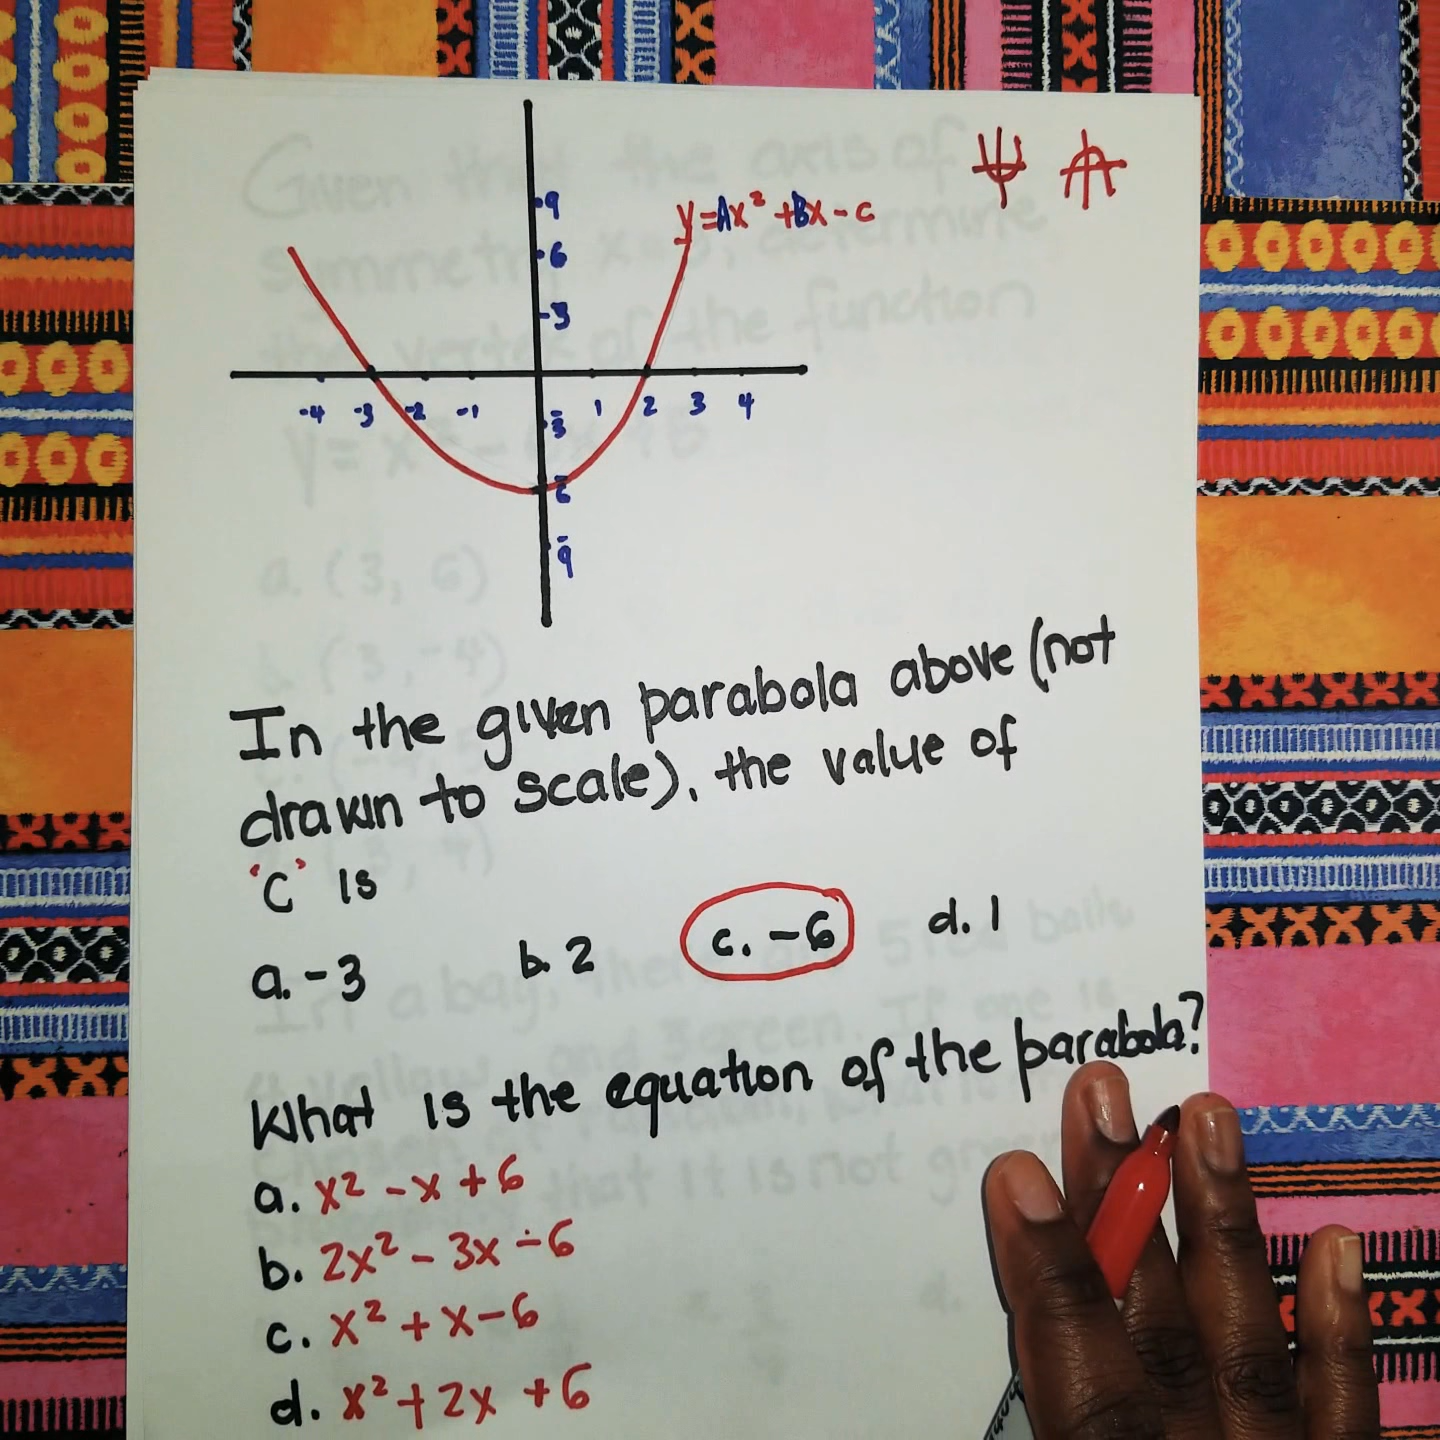 9
6
3
y=Ax² +Bx - c
-4 -3 -2 -1 1 2 3 4
-3
-6
-9
In the given parabola above (not
drawn to scale), the value of
'C' is
a. -3 b. 2 c. -6 d. 1
What is the equation of the parabola?
a. x² - x + 6
b. 2x² - 3x - 6
c. x² + x - 6
d. x² + 2x + 6